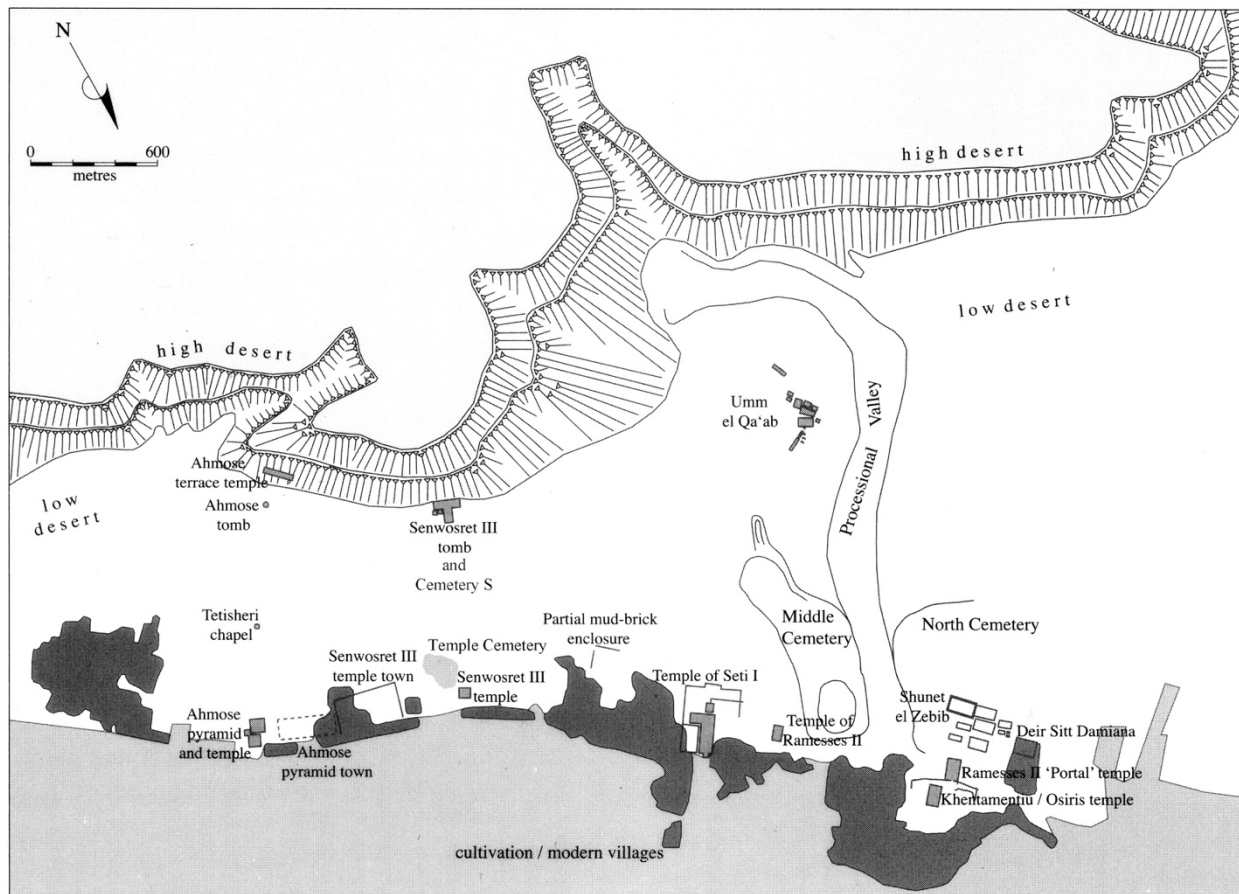 N
0 600
metres
high desert
low desert
high desert
Umm
el Qa‘ab
Processional Valley
Ahmose
terrace temple
Ahmose
tomb
low
desert
Senwosret III
tomb
and
Cemetery S
Tetisheri
chapel
Partial mud-brick
enclosure
Middle
Cemetery
North Cemetery
Temple Cemetery
Senwosret III
temple town
Senwosret III
temple
Temple of Seti I
Shunet
el Zebib
Ahmose
pyramid
and temple
Temple of
Ramesses II
Deir Sitt Damiana
Ahmose
pyramid town
Ramesses II ‘Portal’ temple
Khentamentiu / Osiris temple
cultivation / modern villages